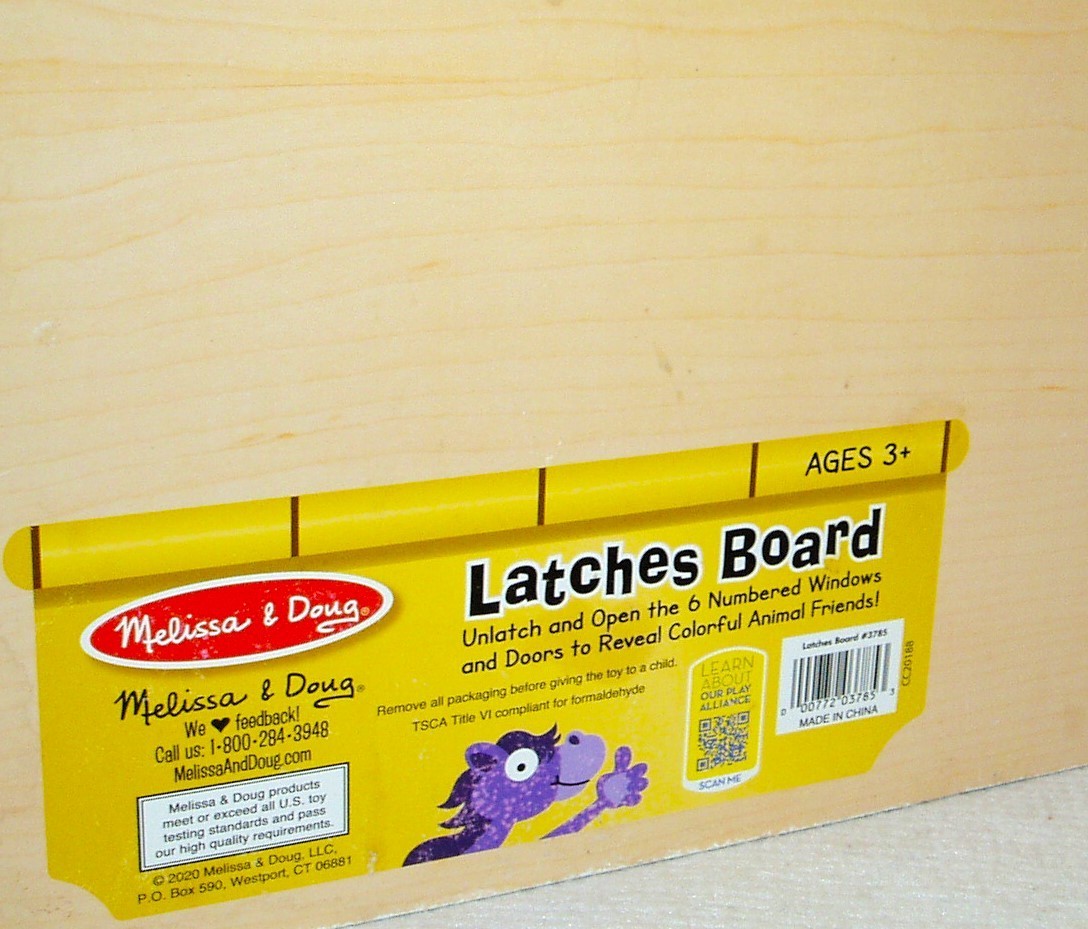 AGES 3+
Melissa & Doug®
Latches Board
Unlatch and Open the 6 Numbered Windows
and Doors to Reveal Colorful Animal Friends!
Melissa & Doug®
We ♥ feedback!
Call us: 1-800-284-3948
MelissaAndDoug.com
Melissa & Doug products
meet or exceed all U.S. toy
testing standards and pass
our high quality requirements.
© 2020 Melissa & Doug, LLC,
P.O. Box 590, Westport, CT 06881
Remove all packaging before giving the toy to a child.
TSCA Title VI compliant for formaldehyde
LEARN
ABOUT
OUR PLAY
ALLIANCE
SCAN ME
Latches Board #3785
0 00772 03785 3
MADE IN CHINA
CC20188